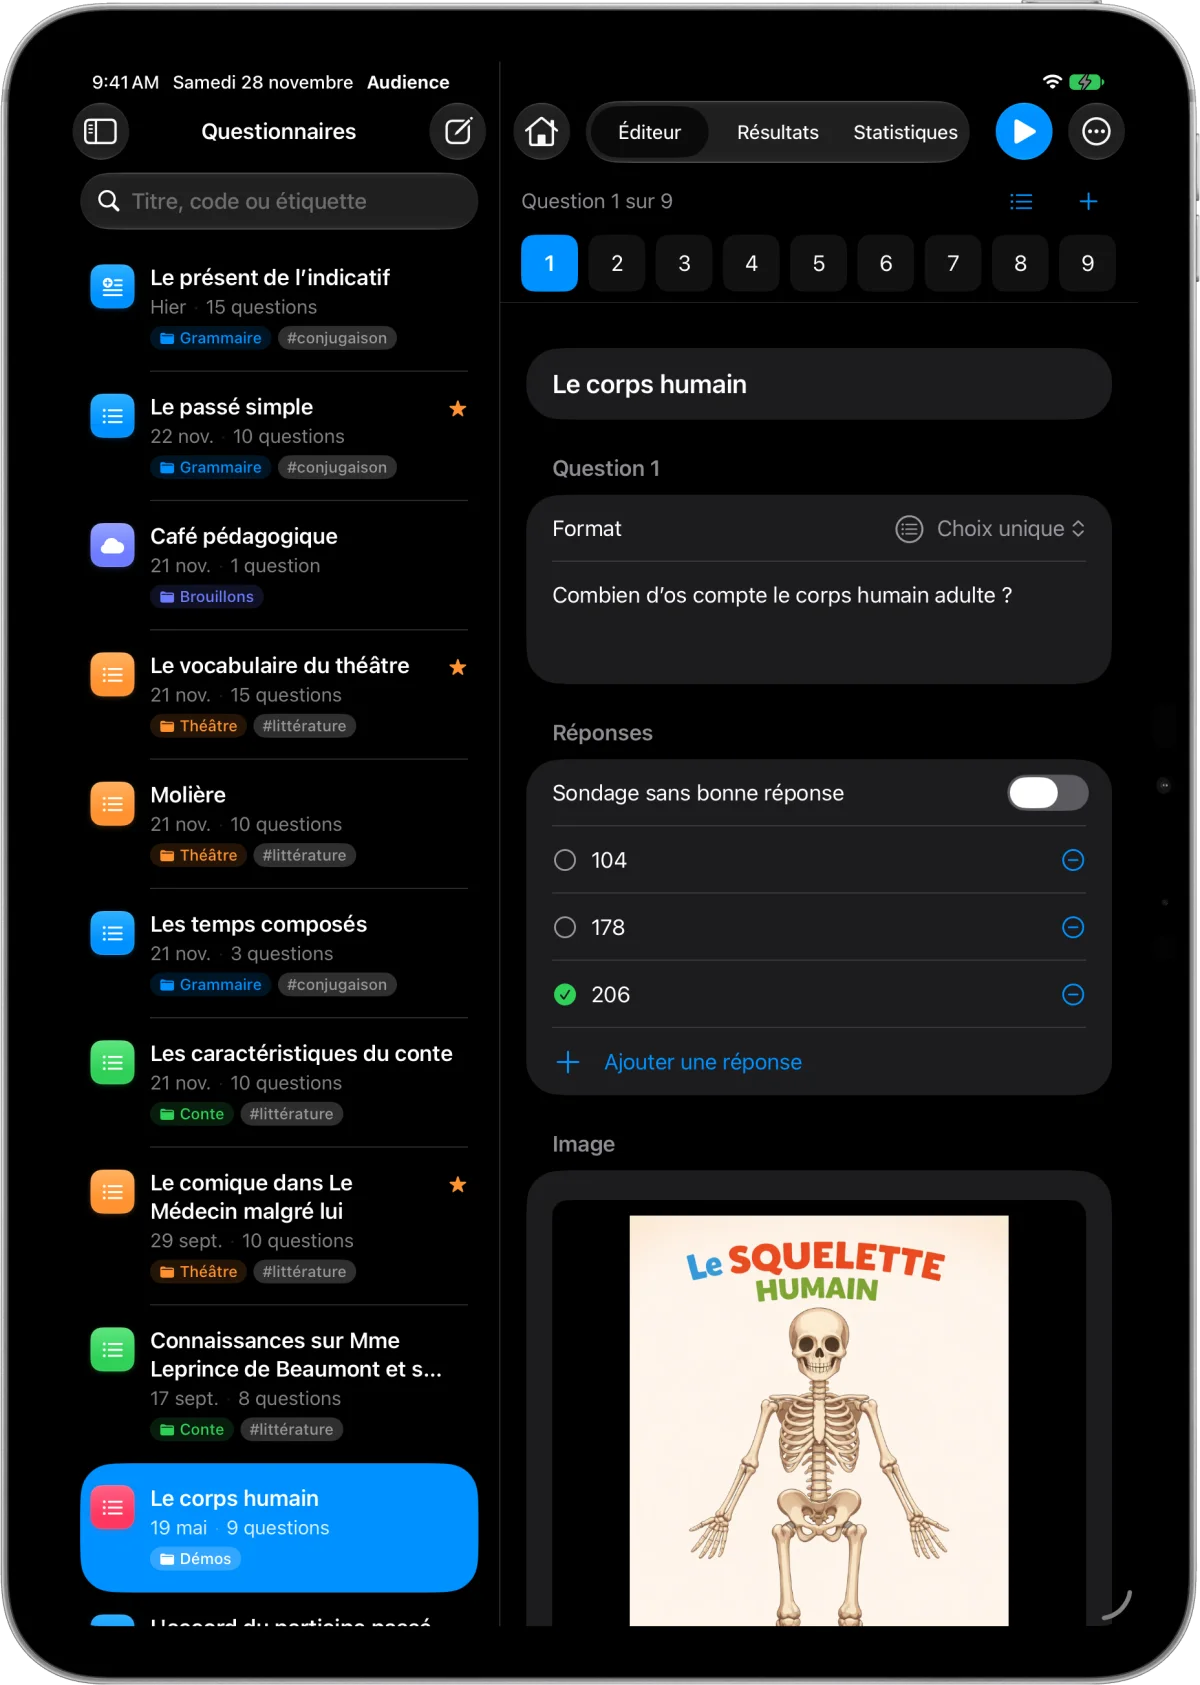 9:41 AM Samedi 28 novembre Audience
Questionnaires
Titre, code ou étiquette
Le présent de l’indicatif
Hier · 15 questions
Grammaire #conjugaison
Le passé simple
22 nov. · 10 questions
Grammaire #conjugaison
Café pédagogique
21 nov. · 1 question
Brouillons
Le vocabulaire du théâtre
21 nov. · 15 questions
Théâtre #littérature
Molière
21 nov. · 10 questions
Théâtre #littérature
Les temps composés
21 nov. · 3 questions
Grammaire #conjugaison
Les caractéristiques du conte
21 nov. · 10 questions
Conte #littérature
Le comique dans Le
Médecin malgré lui
29 sept. · 10 questions
Théâtre #littérature
Connaissances sur Mme
Leprince de Beaumont et s...
17 sept. · 8 questions
Conte #littérature
Le corps humain
19 mai · 9 questions
Démos
L’accord du participe passé
Éditeur Résultats Statistiques
Question 1 sur 9
1 2 3 4 5 6 7 8 9
Le corps humain
Question 1
Format Choix unique
Combien d’os compte le corps humain adulte ?
Réponses
Sondage sans bonne réponse
104
178
206
Ajouter une réponse
Image
Le SQUELETTE
HUMAIN